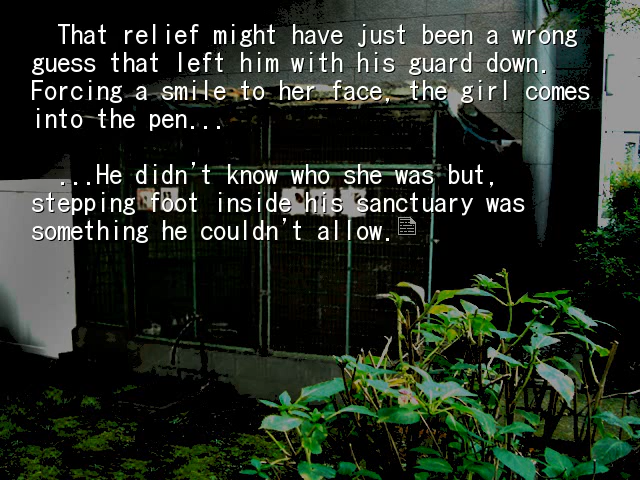 That relief might have just been a wrong
guess that left him with his guard down.
Forcing a smile to her face, the girl comes
into the pen...
...He didn't know who she was but,
stepping foot inside his sanctuary was
something he couldn't allow.